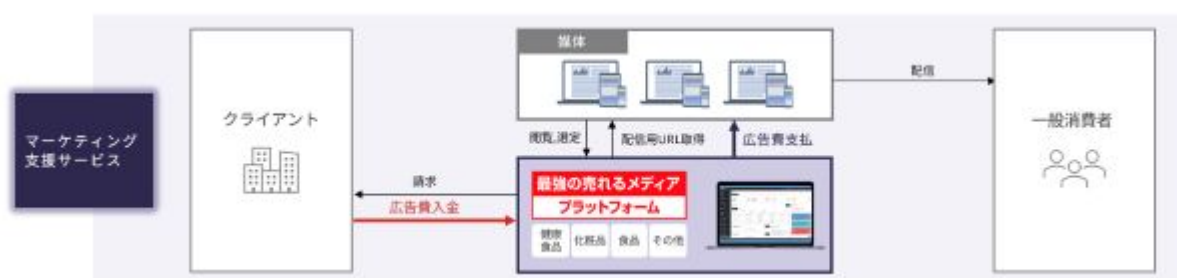 マーケティング
支援サービス
クライアント
媒体
配信
一般消費者
閲覧、選定
配信用URL取得
広告費支払
請求
広告費入金
最強の売れるメディア
プラットフォーム
健康
食品
化粧品
食品
その他